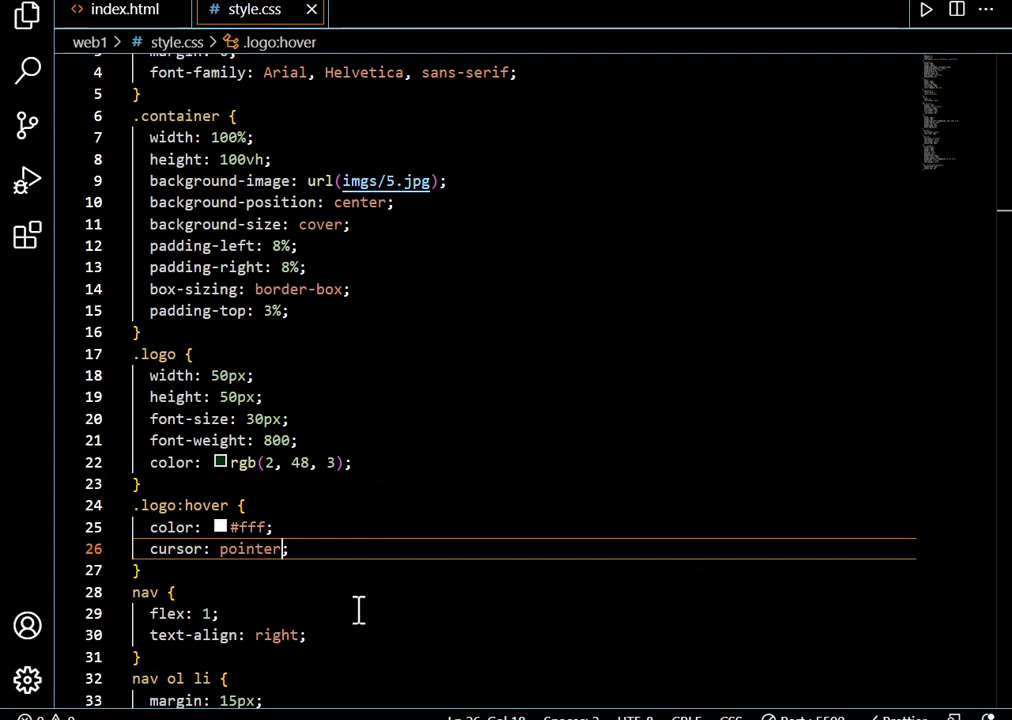 index.html
# style.css
web1 > # style.css > .logo:hover
4 font-family: Arial, Helvetica, sans-serif;
5 }
6 .container {
7 width: 100%;
8 height: 100vh;
9 background-image: url(imgs/5.jpg);
10 background-position: center;
11 background-size: cover;
12 padding-left: 8%;
13 padding-right: 8%;
14 box-sizing: border-box;
15 padding-top: 3%;
16 }
17 .logo {
18 width: 50px;
19 height: 50px;
20 font-size: 30px;
21 font-weight: 800;
22 color: rgb(2, 48, 3);
23 }
24 .logo:hover {
25 color: #fff;
26 cursor: pointer;
27 }
28 nav {
29 flex: 1;
30 text-align: right;
31 }
32 nav ol li {
33 margin: 15px;